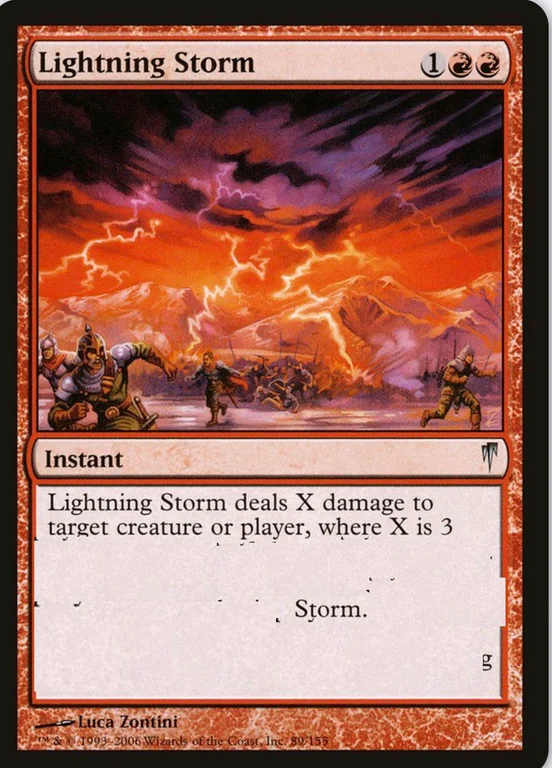 Lightning Storm 1
Instant
Lightning Storm deals X damage to
target creature or player, where X is 3
Storm.
g
Luca Zontini
™ & © 1993–2006 Wizards of the Coast, Inc. 89/155